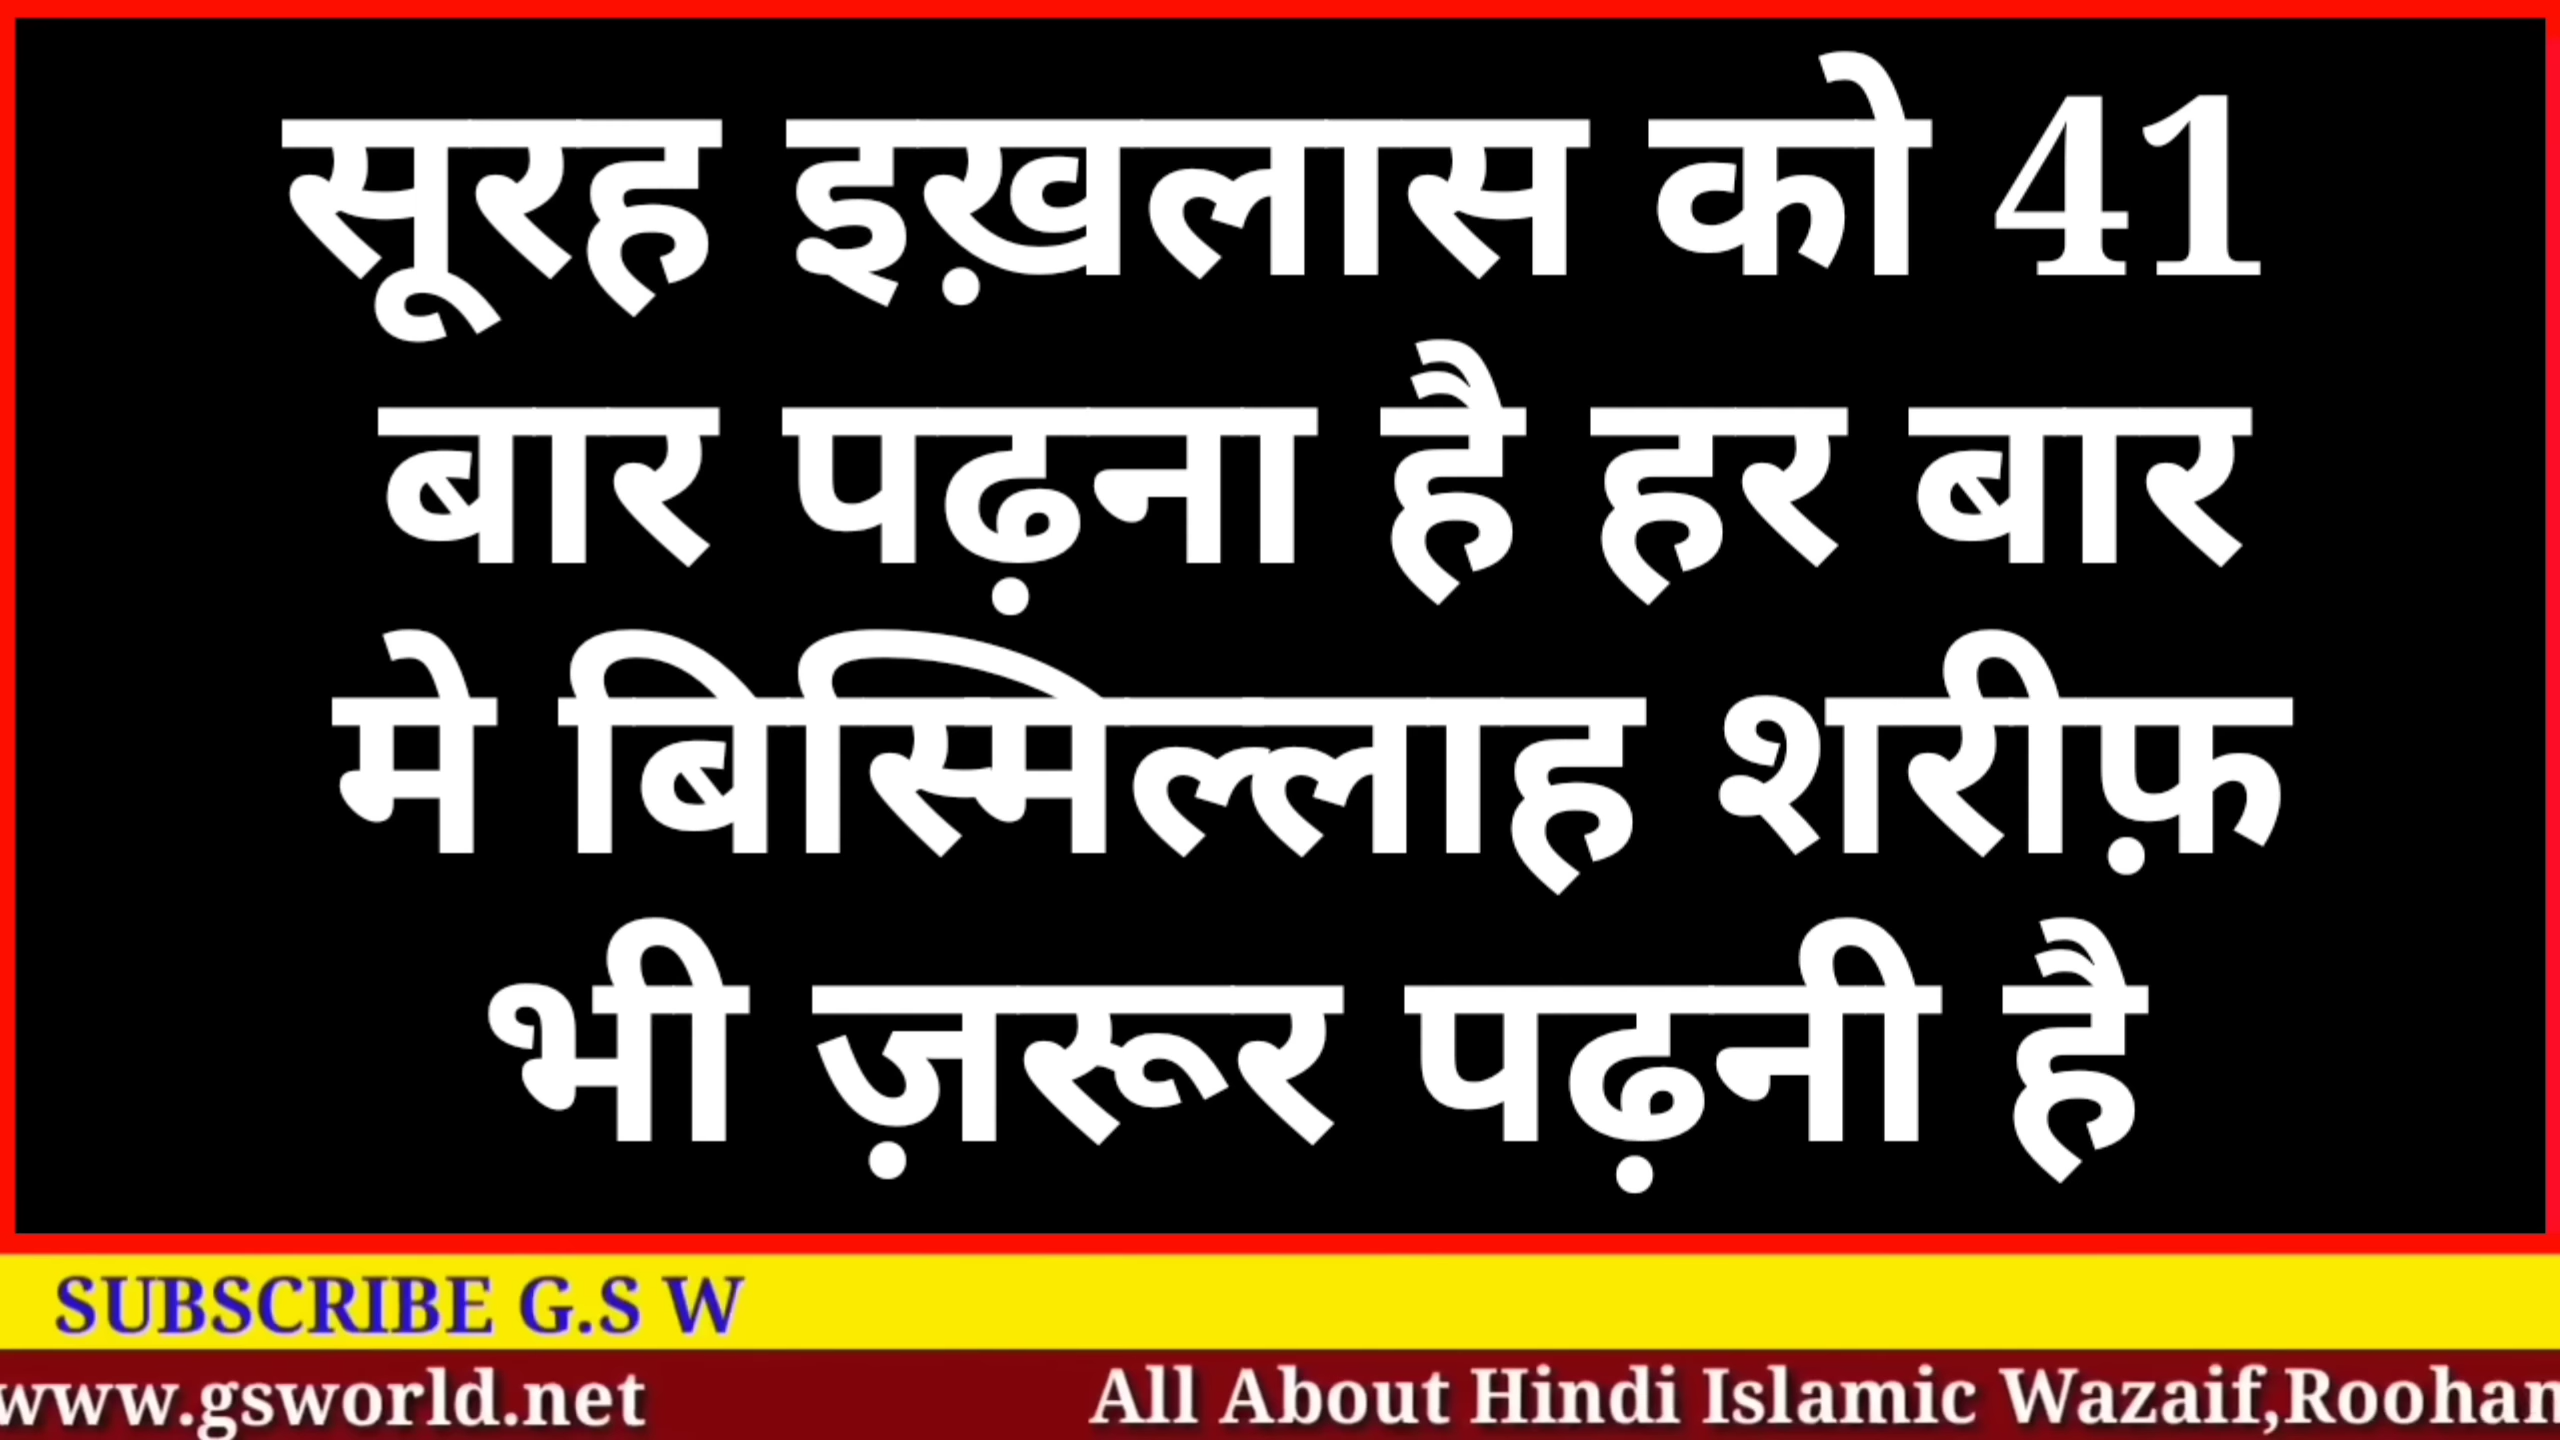 सूरह इख़लास को 41
बार पढ़ना है हर बार
मे बिस्मिल्लाह शरीफ़
भी ज़रूर पढ़नी है
SUBSCRIBE G.S W
www.gsworld.net All About Hindi Islamic Wazaif,Roohan